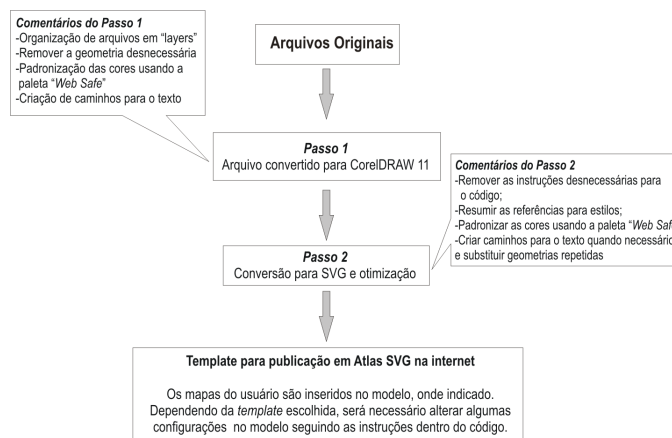 Comentários do Passo 1
-Organização de arquivos em “layers”
-Remover a geometria desnecessária
-Padronização das cores usando a
paleta “Web Safe”
-Criação de caminhos para o texto
Arquivos Originais
Passo 1
Arquivo convertido para CorelDRAW 11
Comentários do Passo 2
-Remover as instruções desnecessárias para
o código;
-Resumir as referências para estilos;
-Padronizar as cores usando a paleta “Web Saf
-Criar caminhos para o texto quando necessário
e substituir geometrias repetidas
Passo 2
Conversão para SVG e otimização
Template para publicação em Atlas SVG na internet
Os mapas do usuário são inseridos no modelo, onde indicado.
Dependendo da template escolhida, será necessário alterar algumas
configurações no modelo seguindo as instruções dentro do código.